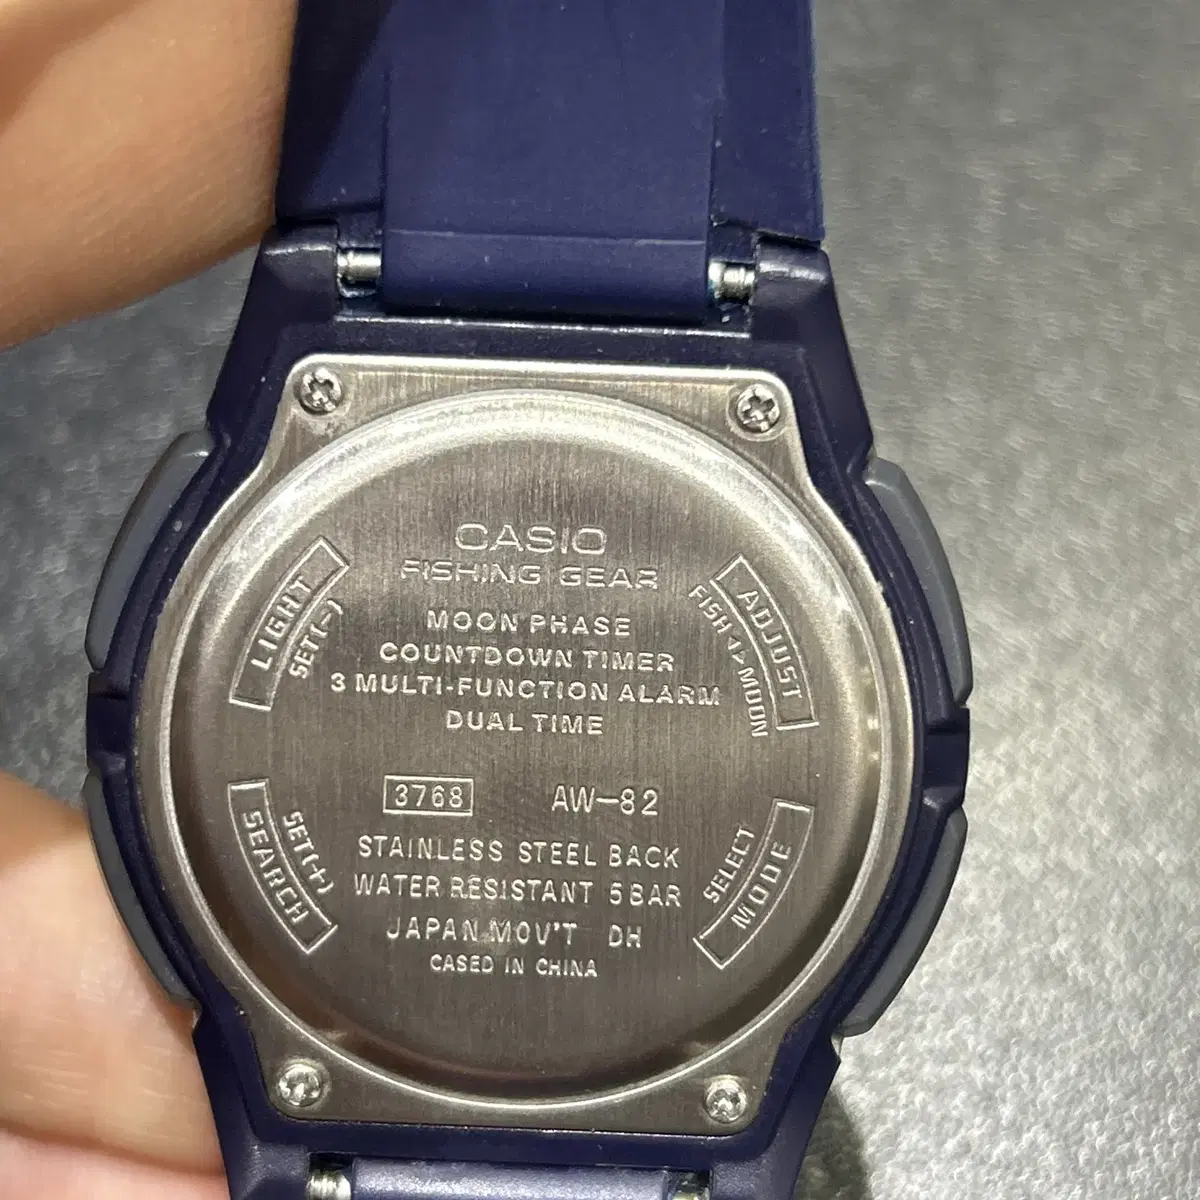 CASIO
FISHING GEAR
MOON PHASE
COUNTDOWN TIMER
3 MULTI-FUNCTION ALARM
DUAL TIME
3768 AW-82
STAINLESS STEEL BACK
WATER RESISTANT 5BAR
JAPAN MOV'T DH
CASED IN CHINA
LIGHT
SET(-)
ADJUST
FISH<I>MOON
SET(+)
SEARCH
SELECT
MODE